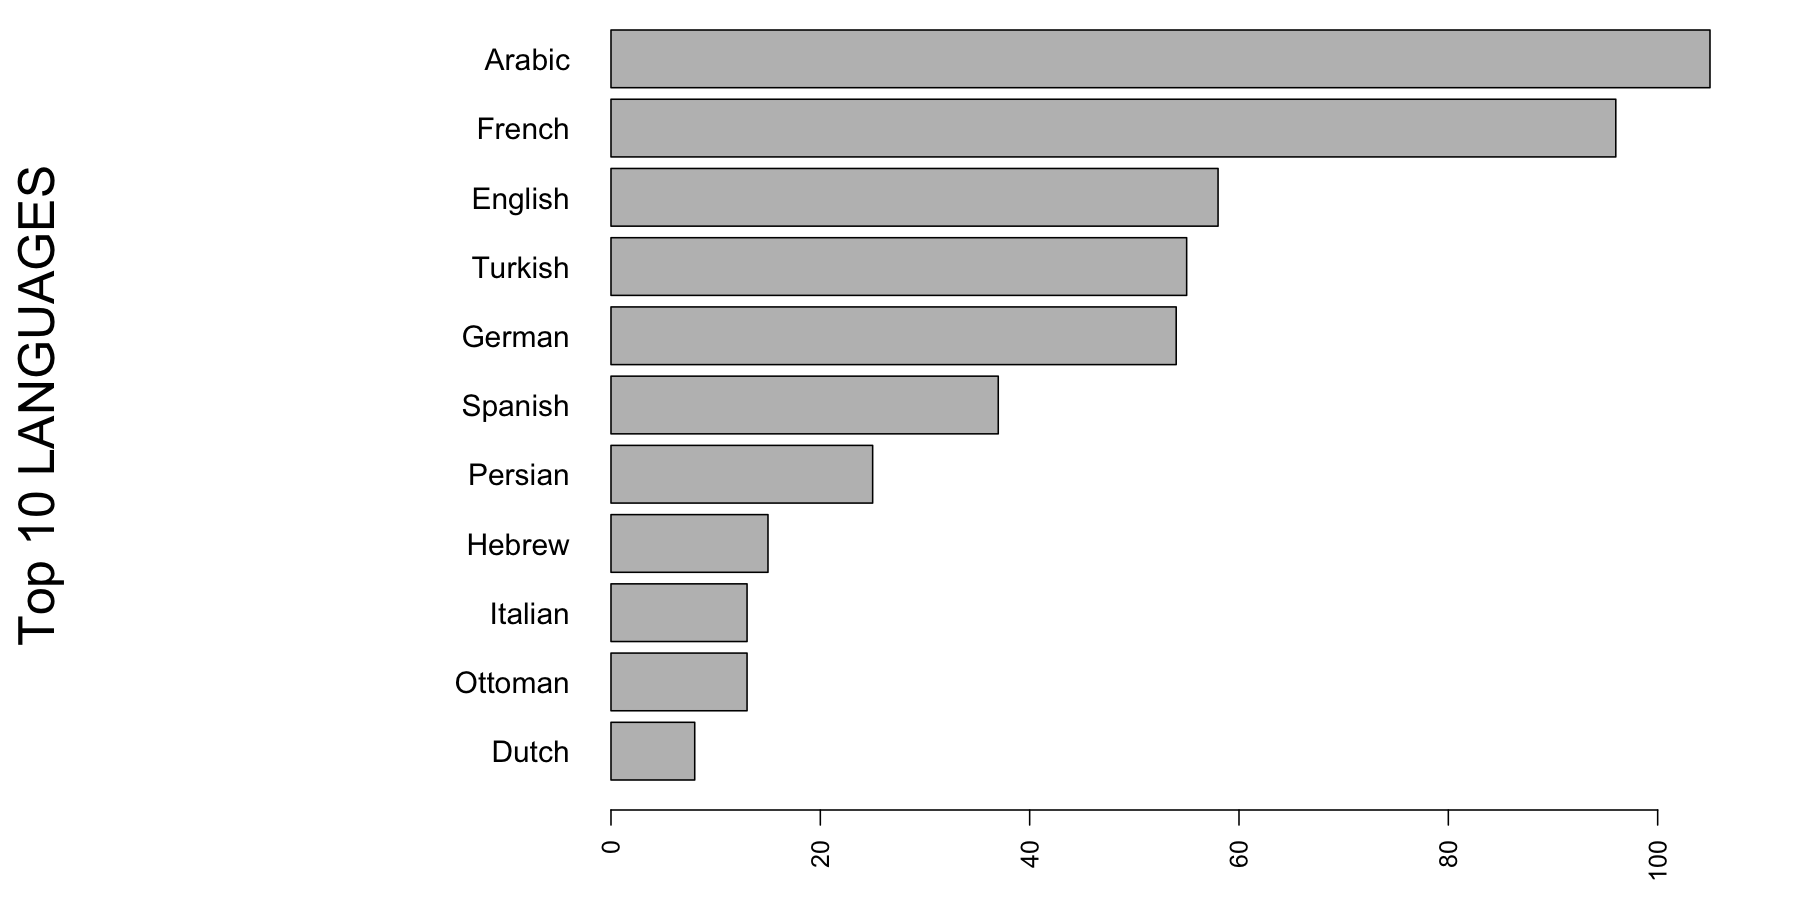 Top 10 LANGUAGES
Arabic
French
English
Turkish
German
Spanish
Persian
Hebrew
Italian
Ottoman
Dutch
0 20 40 60 80 100